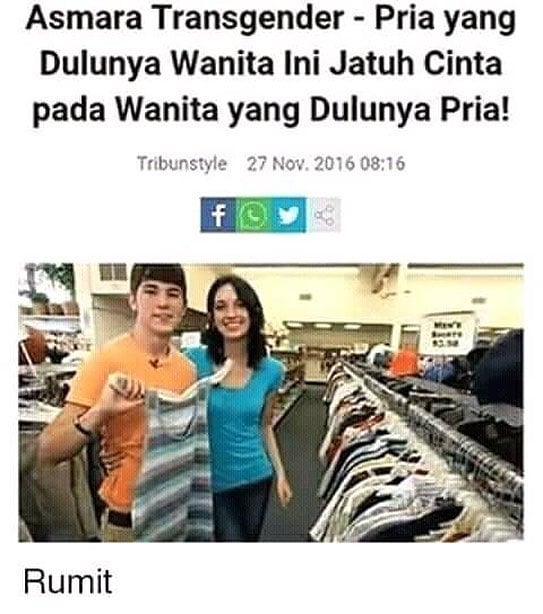 Asmara Transgender - Pria yang
Dulunya Wanita Ini Jatuh Cinta
pada Wanita yang Dulunya Pria!
Tribunstyle 27 Nov. 2016 08:16
MEN'S
Rumit